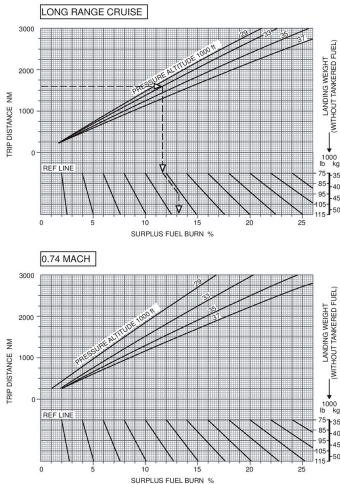 LONG RANGE CRUISE
3000
2000
1000
0
TRIP DISTANCE NM
PRESSURE ALTITUDE 1000 ft
29
33
35
37
LANDING WEIGHT
(WITHOUT TANKERED FUEL)
REF LINE
1000
lb kg
75
85
95
105
115
35
40
45
50
0 5 10 15 20 25
SURPLUS FUEL BURN %
0.74 MACH
3000
2000
1000
0
TRIP DISTANCE NM
PRESSURE ALTITUDE 1000 ft
29
33
35
37
LANDING WEIGHT
(WITHOUT TANKERED FUEL)
REF LINE
1000
lb kg
75
85
95
105
115
35
40
45
50
0 5 10 15 20 25
SURPLUS FUEL BURN %